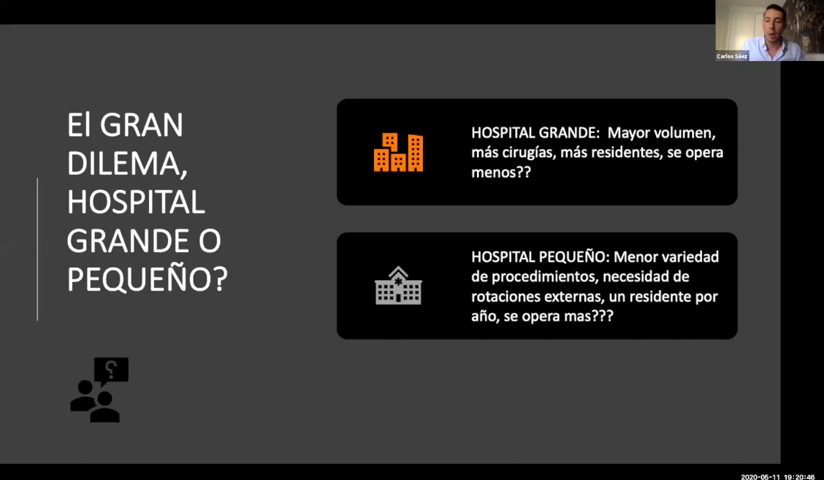 Carlos Sáez
El GRAN
DILEMA,
HOSPITAL
GRANDE O
PEQUEÑO?
HOSPITAL GRANDE: Mayor volumen,
más cirugías, más residentes, se opera
menos??
HOSPITAL PEQUEÑO: Menor variedad
de procedimientos, necesidad de
rotaciones externas, un residente por
año, se opera mas???
?
2020-06-11 19:20:46